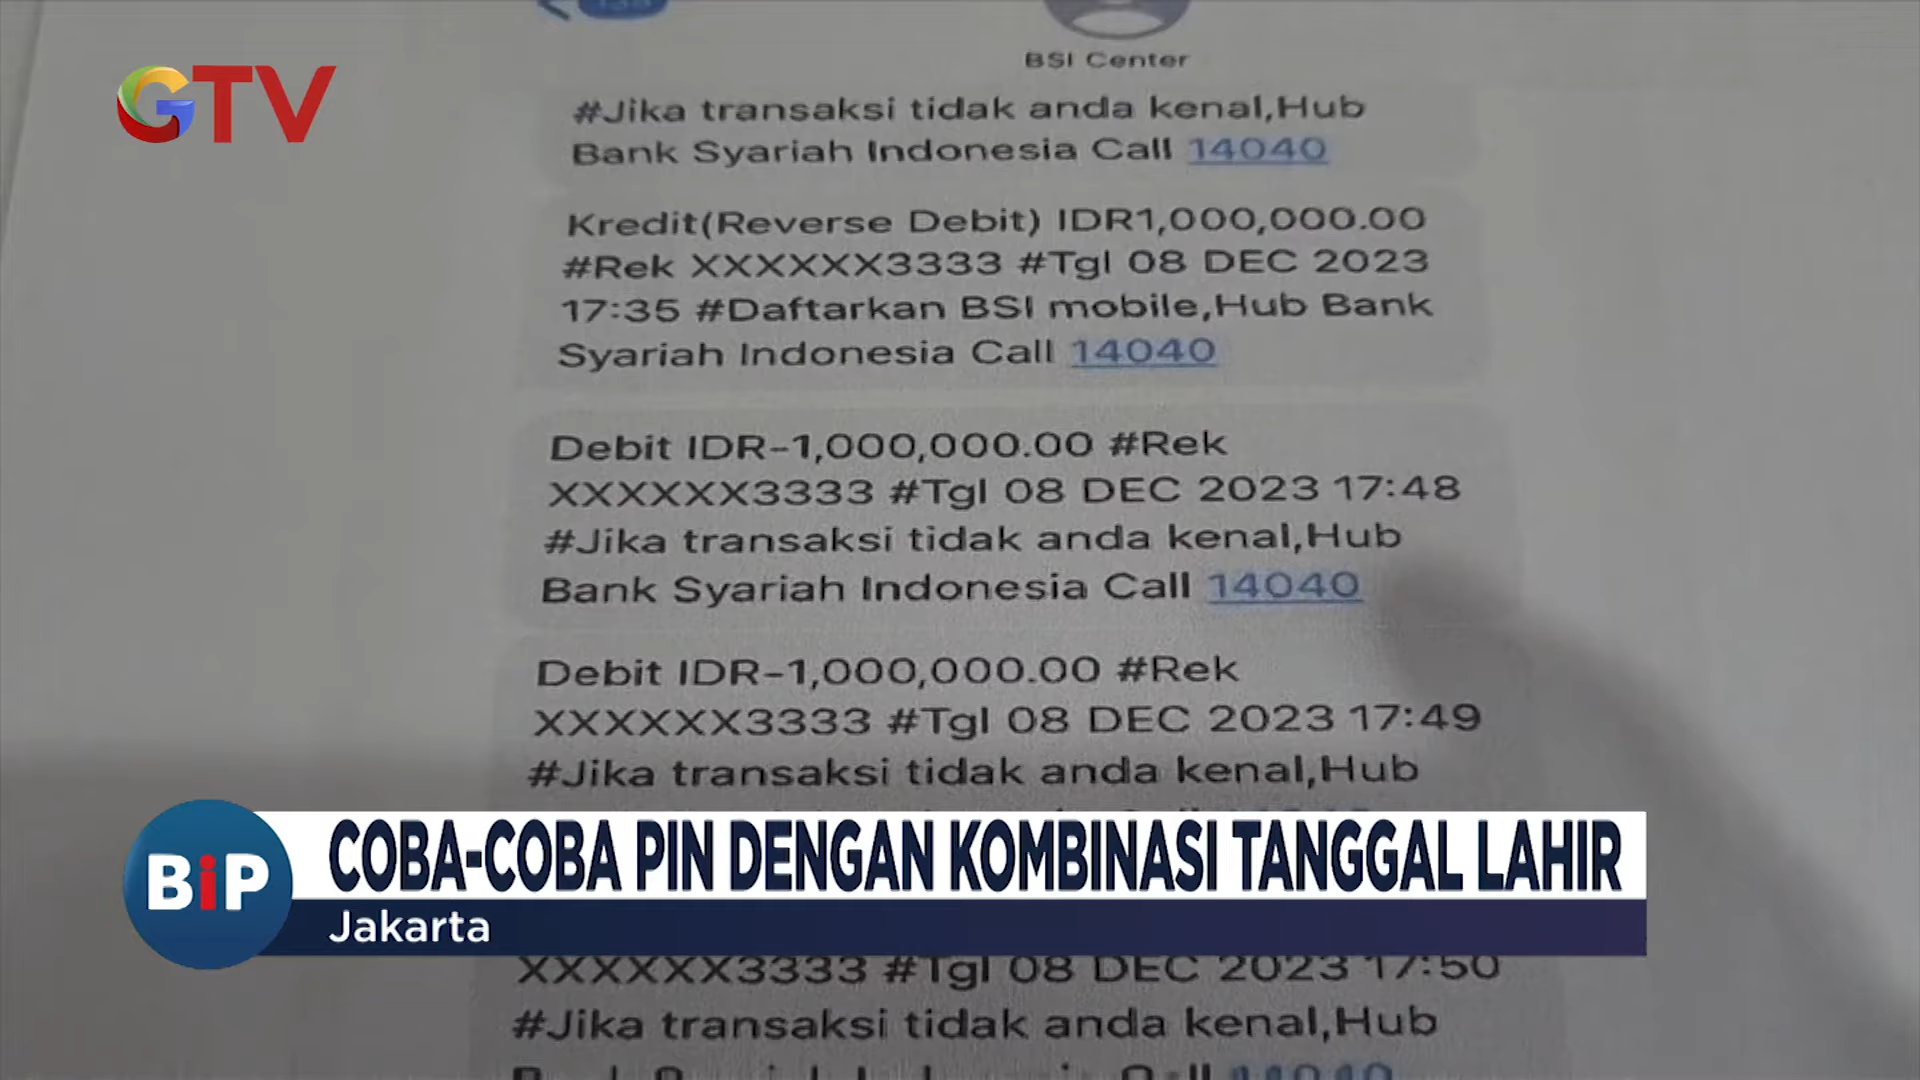 GTV
BSI Center
#Jika transaksi tidak anda kenal,Hub
Bank Syariah Indonesia Call 14040
Kredit(Reverse Debit) IDR1,000,000.00
#Rek XXXXXX3333 #Tgl 08 DEC 2023
17:35 #Daftarkan BSI mobile,Hub Bank
Syariah Indonesia Call 14040
Debit IDR-1,000,000.00 #Rek
XXXXXX3333 #Tgl 08 DEC 2023 17:48
#Jika transaksi tidak anda kenal,Hub
Bank Syariah Indonesia Call 14040
Debit IDR-1,000,000.00 #Rek
XXXXXX3333 #Tgl 08 DEC 2023 17:49
#Jika transaksi tidak anda kenal,Hub
BiP
COBA-COBA PIN DENGAN KOMBINASI TANGGAL LAHIR
Jakarta
XXXXXX3333 #Tgl 08 DEC 2023 17:50
#Jika transaksi tidak anda kenal,Hub